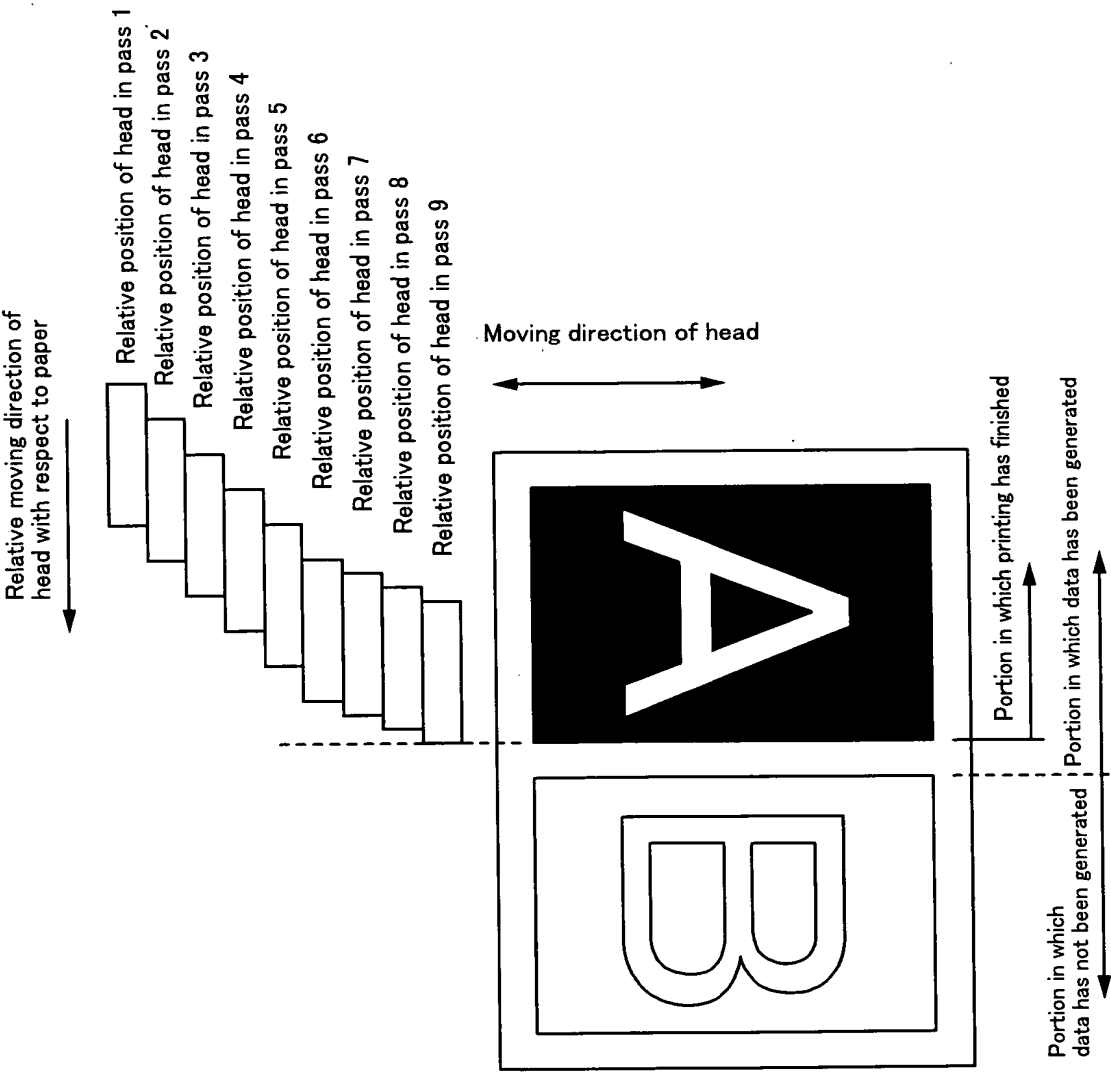 Relative moving direction of
head with respect to paper
Relative position of head in pass 1
Relative position of head in pass 2
Relative position of head in pass 3
Relative position of head in pass 4
Relative position of head in pass 5
Relative position of head in pass 6
Relative position of head in pass 7
Relative position of head in pass 8
Relative position of head in pass 9
Moving direction of head
A
B
Portion in which printing has finished
Portion in which data has been generated
Portion in which
data has not been generated